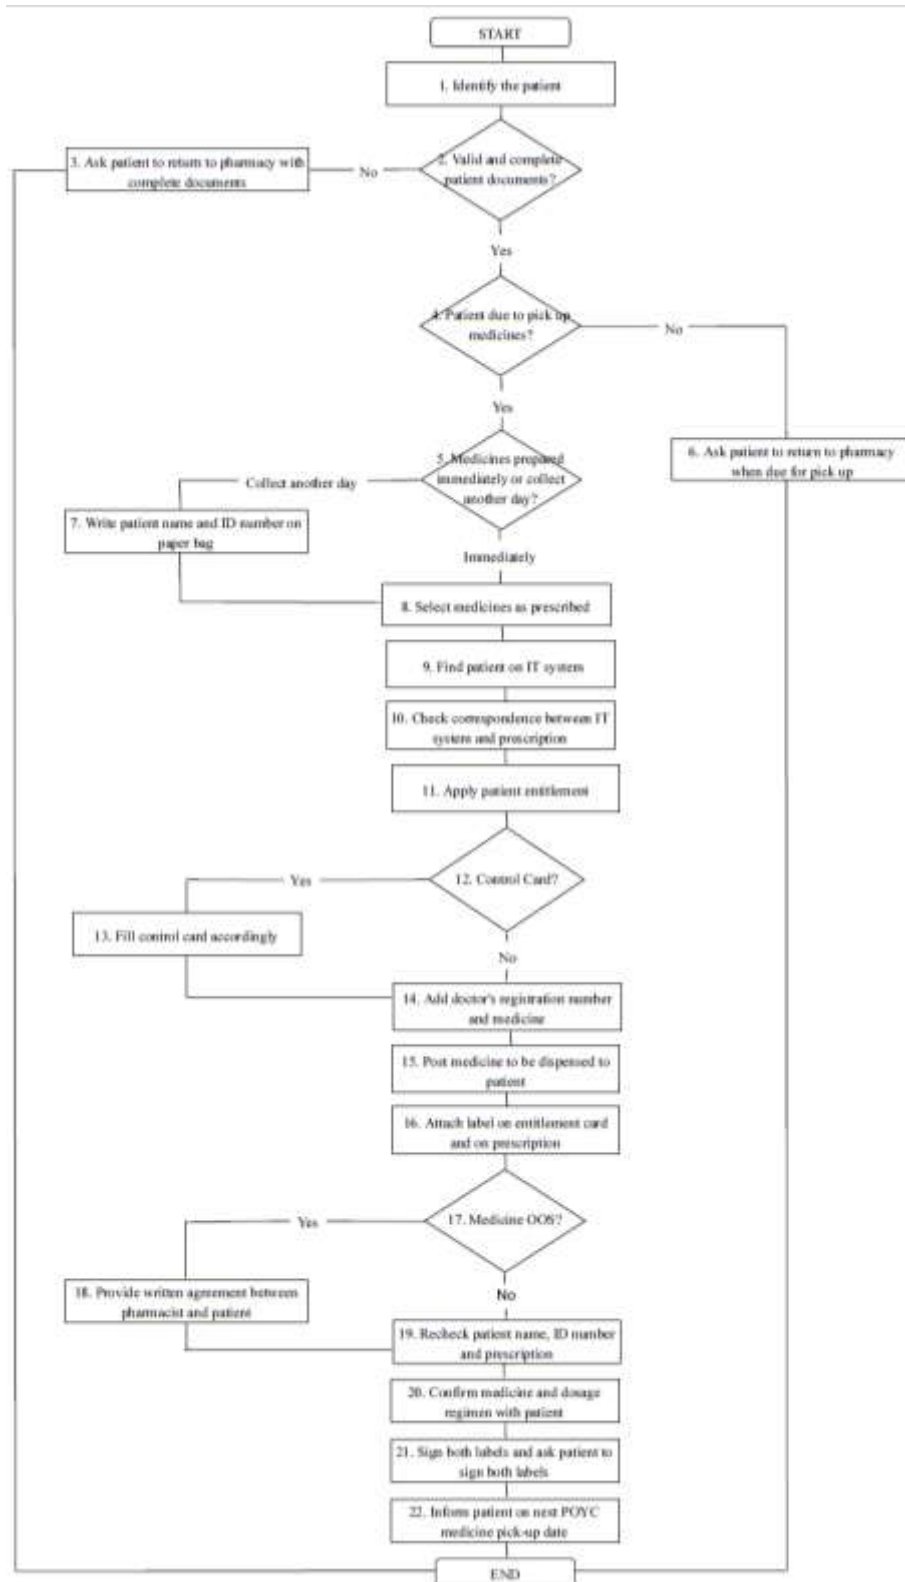 START
1. Identify the patient
2. Valid and complete
patient documents?
No
3. Ask patient to return to pharmacy with
complete documents
Yes
4. Patient due to pick up
medicines?
No
Yes
5. Medicines prepared
immediately or collect
another day?
Collect another day
6. Ask patient to return to pharmacy
when due for pick up
7. Write patient name and ID number on
paper bag
Immediately
8. Select medicines as prescribed
9. Find patient on IT system
10. Check correspondence between IT
system and prescription
11. Apply patient entitlement
12. Control Card?
Yes
13. Fill control card accordingly
No
14. Add doctor's registration number
and medicine
15. Post medicine to be dispensed to
patient
16. Attach label on entitlement card
and on prescription
17. Medicine OOS?
Yes
18. Provide written agreement between
pharmacist and patient
No
19. Recheck patient name, ID number
and prescription
20. Confirm medicine and dosage
regimen with patient
21. Sign both labels and ask patient to
sign both labels
22. Inform patient on next POYC
medicine pick-up date
END